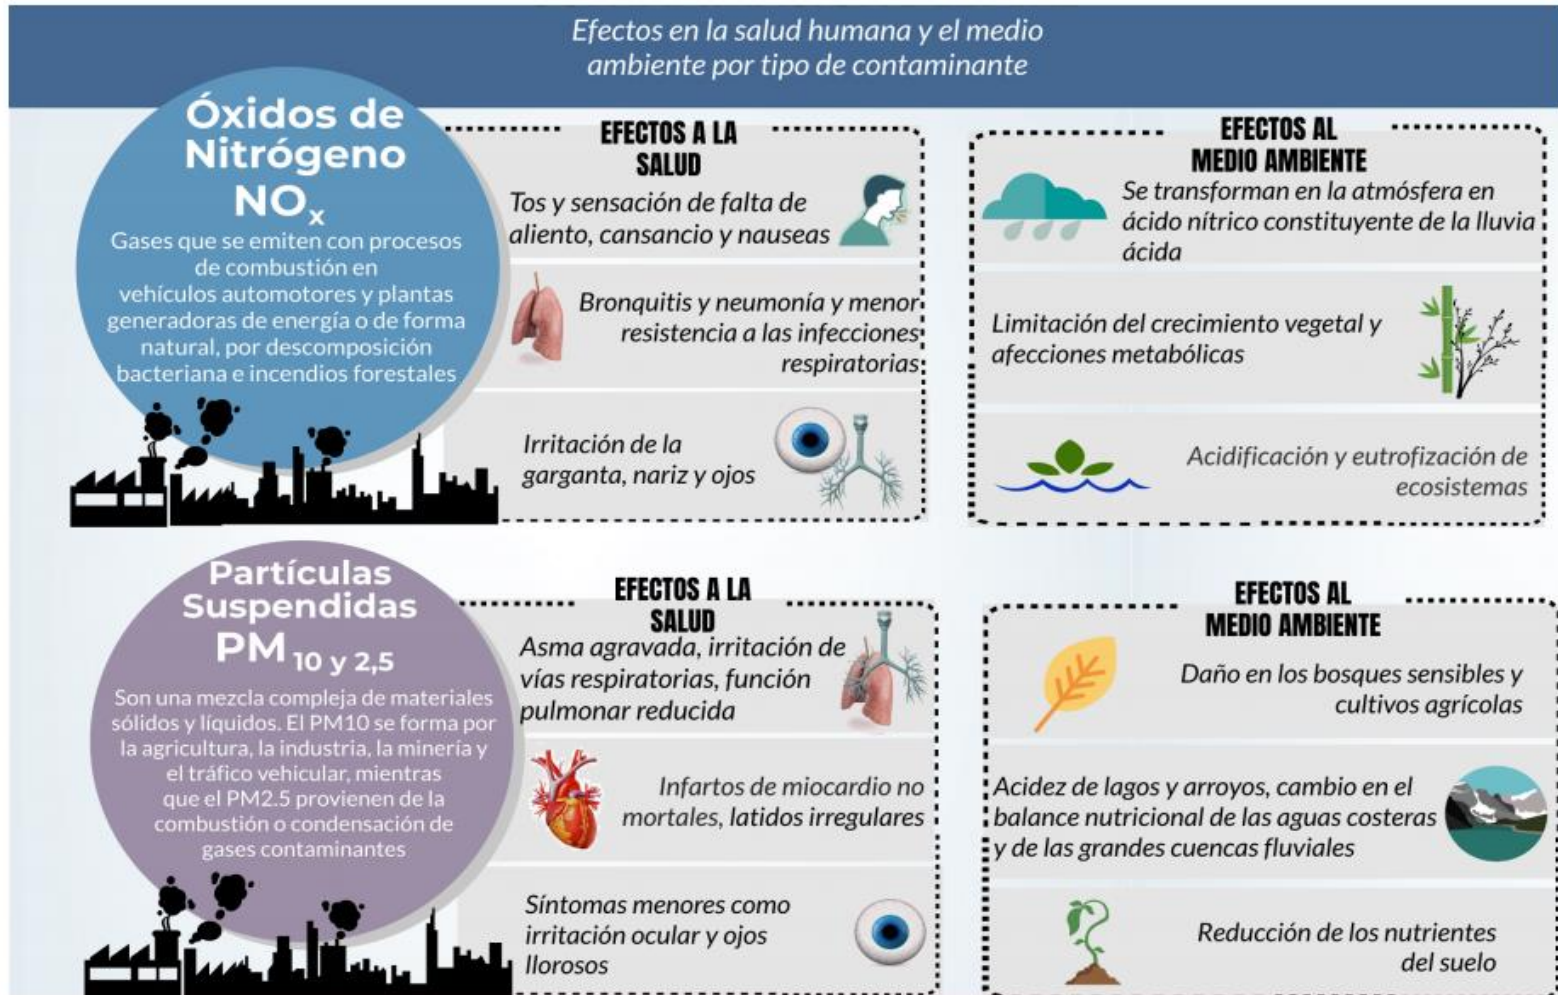 Efectos en la salud humana y el medio
ambiente por tipo de contaminante
Óxidos de
Nitrógeno
NOx
Gases que se emiten con procesos
de combustión en
vehículos automotores y plantas
generadoras de energía o de forma
natural, por descomposición
bacteriana e incendios forestales
EFECTOS A LA
SALUD
Tos y sensación de falta de
aliento, cansancio y nauseas
Bronquitis y neumonía y menor
resistencia a las infecciones
respiratorias
Irritación de la
garganta, nariz y ojos
EFECTOS AL
MEDIO AMBIENTE
Se transforman en la atmósfera en
ácido nítrico constituyente de la lluvia
ácida
Limitación del crecimiento vegetal y
afecciones metabólicas
Acidificación y eutrofización de
ecosistemas
Partículas
Suspendidas
PM 10 y 2,5
Son una mezcla compleja de materiales
sólidos y líquidos. El PM10 se forma por
la agricultura, la industria, la minería y
el tráfico vehicular, mientras
que el PM2.5 provienen de la
combustión o condensación de
gases contaminantes
EFECTOS A LA
SALUD
Asma agravada, irritación de
vías respiratorias, función
pulmonar reducida
Infartos de miocardio no
mortales, latidos irregulares
Síntomas menores como
irritación ocular y ojos
llorosos
EFECTOS AL
MEDIO AMBIENTE
Daño en los bosques sensibles y
cultivos agrícolas
Acidez de lagos y arroyos, cambio en el
balance nutricional de las aguas costeras
y de las grandes cuencas fluviales
Reducción de los nutrientes
del suelo